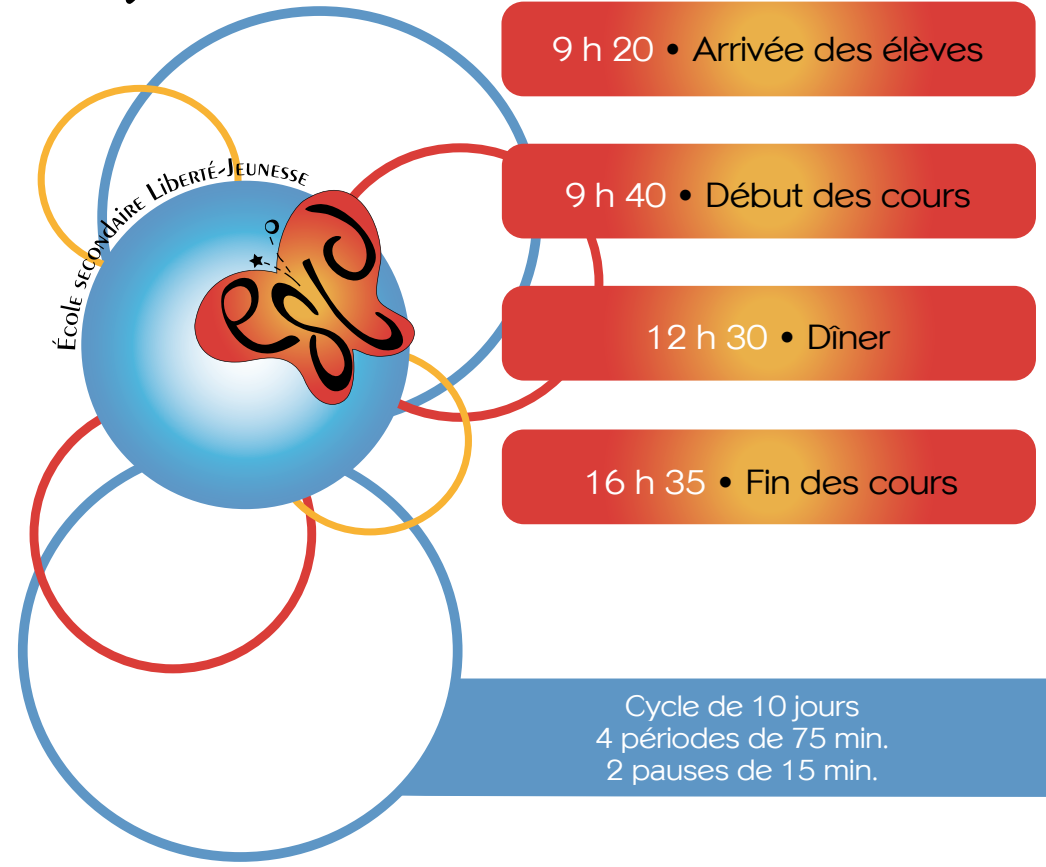 9 h 20 • Arrivée des élèves
École secondaire Liberté-Jeunesse
9 h 40 • Début des cours
eslj
12 h 30 • Dîner
16 h 35 • Fin des cours
Cycle de 10 jours
4 périodes de 75 min.
2 pauses de 15 min.